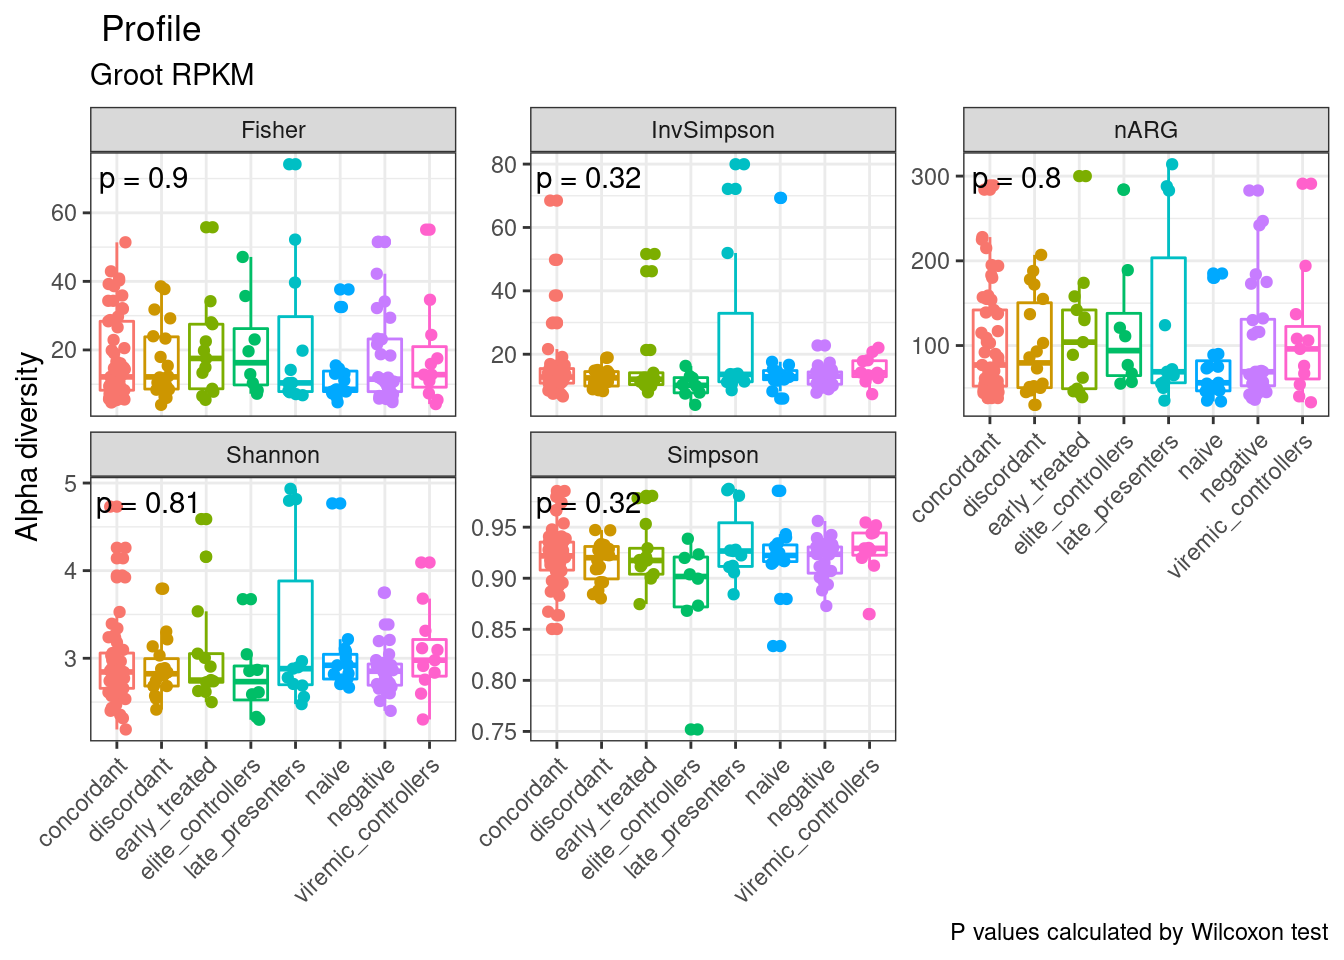 Profile
Groot RPKM
Fisher
InvSimpson
nARG
p = 0.9
p = 0.32
p = 0.8
60
40
20
80
60
40
20
300
200
100
Alpha diversity
Shannon
Simpson
p = 0.81
p = 0.32
5
4
3
0.95
0.90
0.85
0.80
0.75
concordant
discordant
early_treated
elite_controllers
late_presenters
naive
negative
viremic_controllers
concordant
discordant
early_treated
elite_controllers
late_presenters
naive
negative
viremic_controllers
concordant
discordant
early_treated
elite_controllers
late_presenters
naive
negative
viremic_controllers
P values calculated by Wilcoxon test